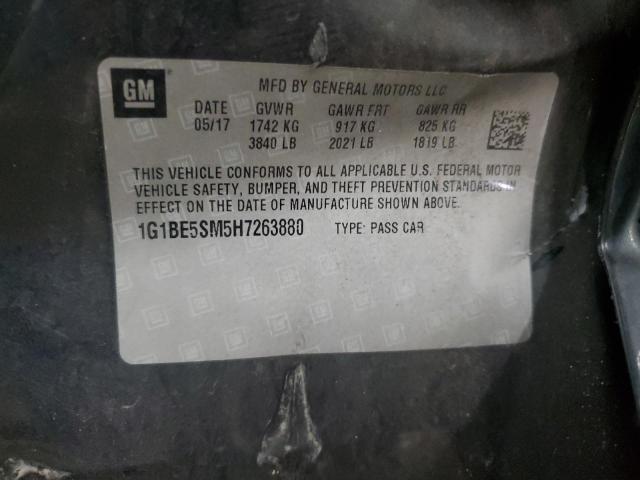 GM
MFD BY GENERAL MOTORS LLC
DATE GVWR GAWR FRT GAWR RR
05/17 1742 KG 917 KG 825 KG
3840 LB 2021 LB 1819 LB
THIS VEHICLE CONFORMS TO ALL APPLICABLE U.S. FEDERAL MOTOR
VEHICLE SAFETY, BUMPER, AND THEFT PREVENTION STANDARDS IN
EFFECT ON THE DATE OF MANUFACTURE SHOWN ABOVE.
1G1BE5SM5H7263880 TYPE: PASS CAR